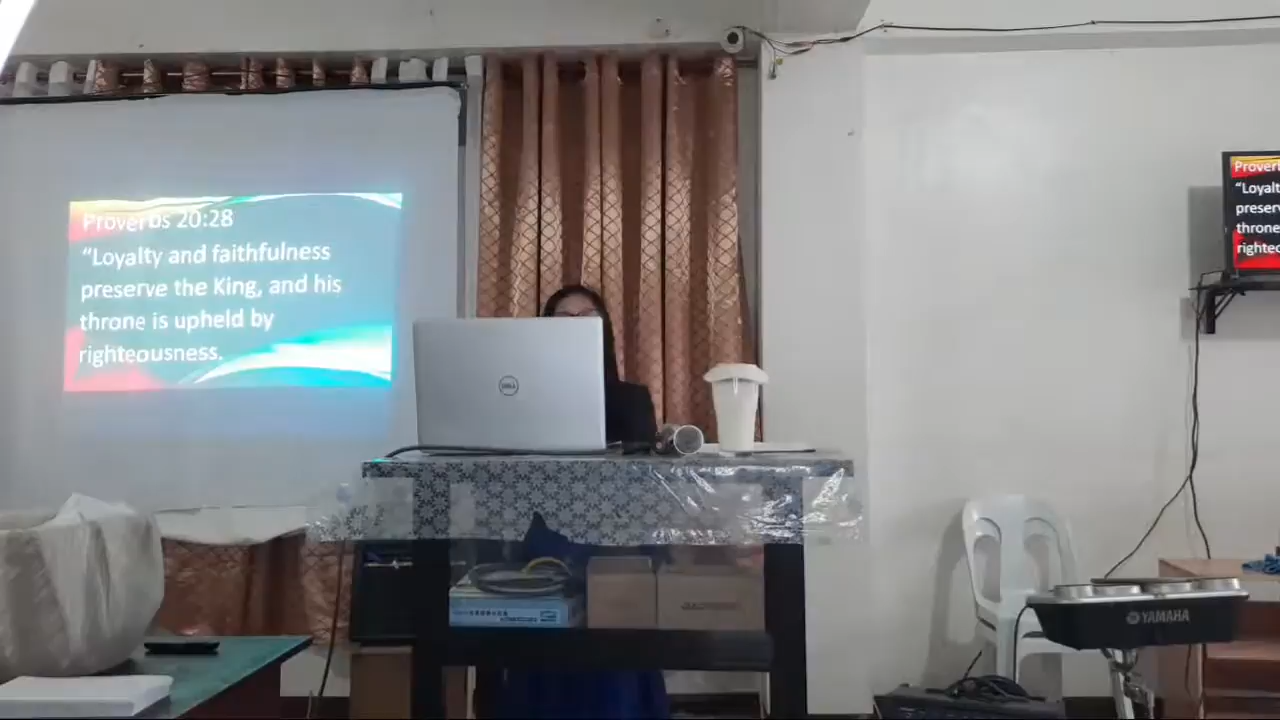 Proverbs 20:28
“Loyalty and faithfulness
preserve the King, and his
throne is upheld by
righteousness.
DELL
YAMAHA
Prover
“Loyalt
preser
throne
righteo